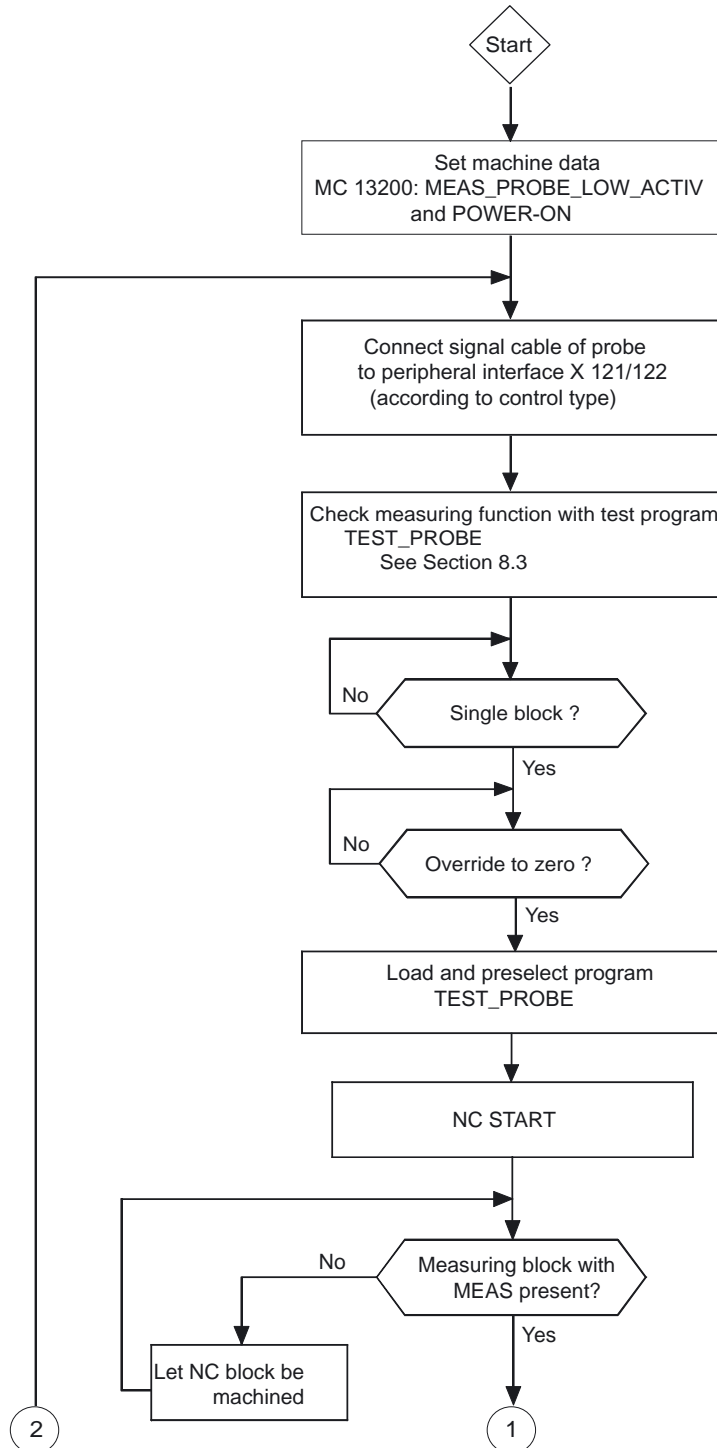 Start
Set machine data
MC 13200: MEAS_PROBE_LOW_ACTIV
and POWER-ON
Connect signal cable of probe
to peripheral interface X 121/122
(according to control type)
Check measuring function with test program
TEST_PROBE
See Section 8.3
No
Single block ?
Yes
No
Override to zero ?
Yes
Load and preselect program
TEST_PROBE
NC START
No
Measuring block with
MEAS present?
Yes
Let NC block be
machined
2
1